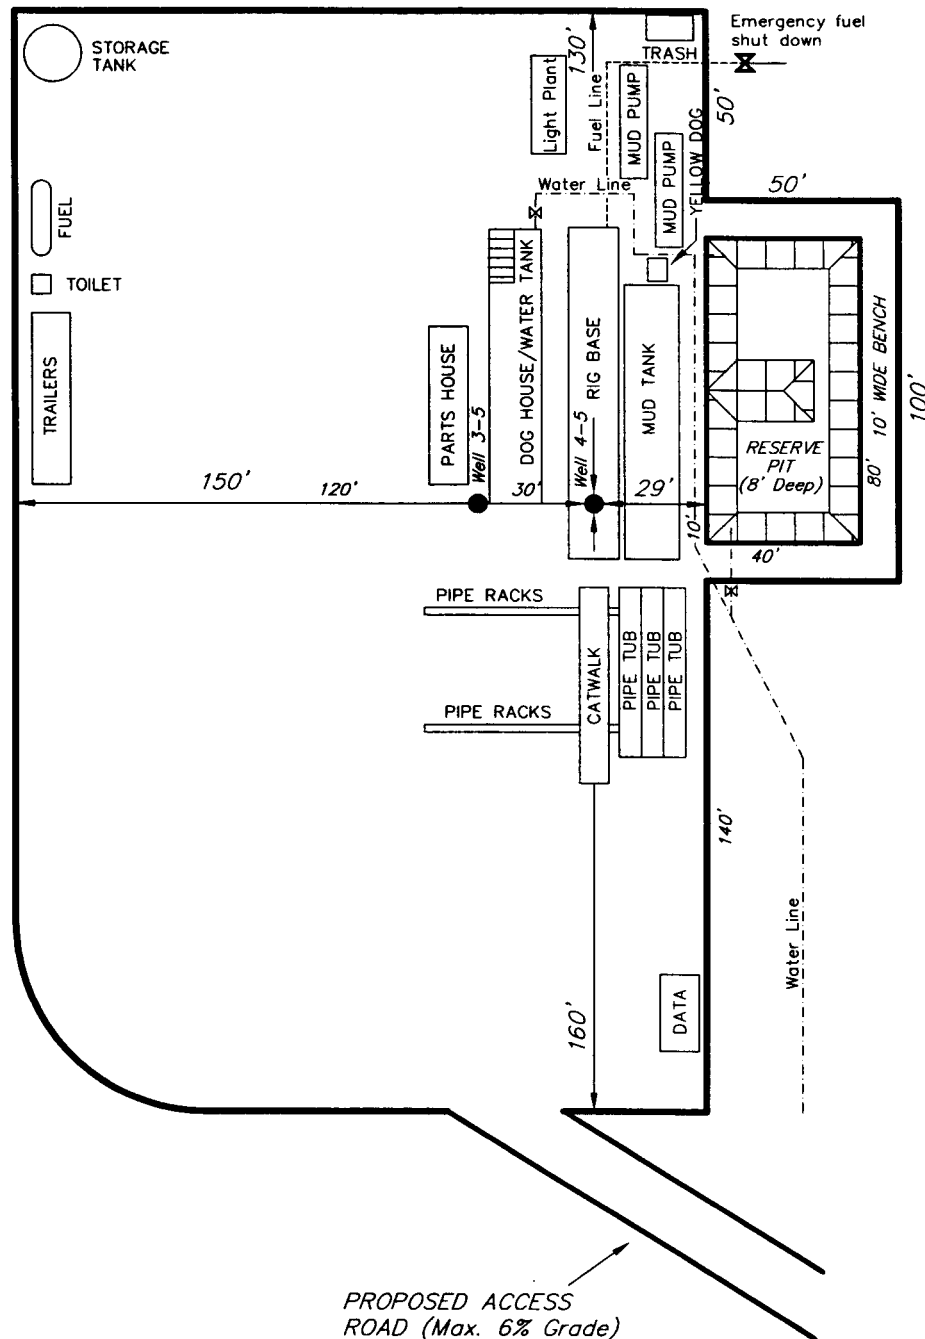 Emergency fuel
shut down
STORAGE
TANK
130'
TRASH
Light Plant
Fuel Line
MUD PUMP
50'
MUD PUMP
YELLOW DOG
Water Line
50'
FUEL
TOILET
TRAILERS
PARTS HOUSE
Well 3-5
DOG HOUSE/WATER TANK
Well 4-5
RIG BASE
MUD TANK
10' WIDE BENCH
100'
RESERVE
PIT
(8' Deep)
80'
150'
120'
30'
29'
10'
40'
PIPE RACKS
PIPE RACKS
CATWALK
PIPE TUB
PIPE TUB
PIPE TUB
140'
Water Line
160'
DATA
PROPOSED ACCESS
ROAD (Max. 6% Grade)